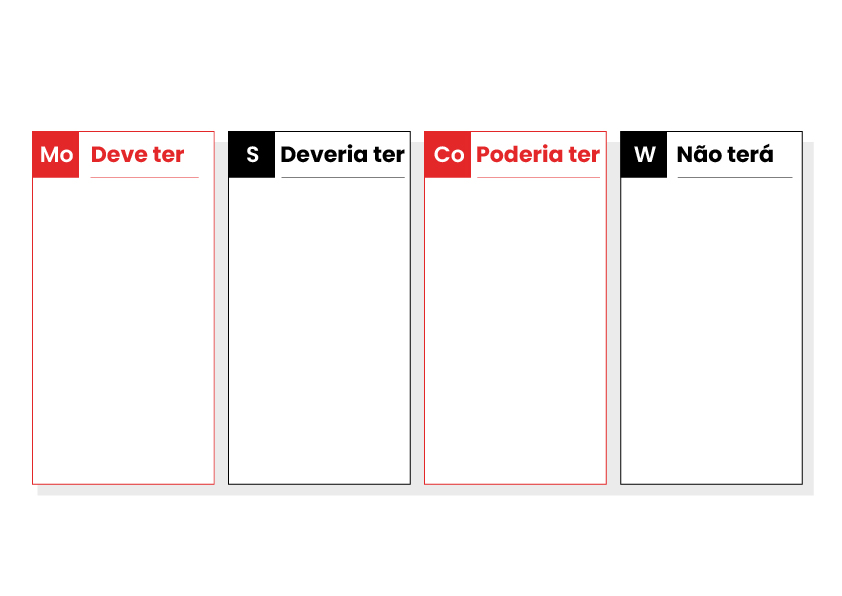 Mo Deve ter
S Deveria ter
Co Poderia ter
W Não terá